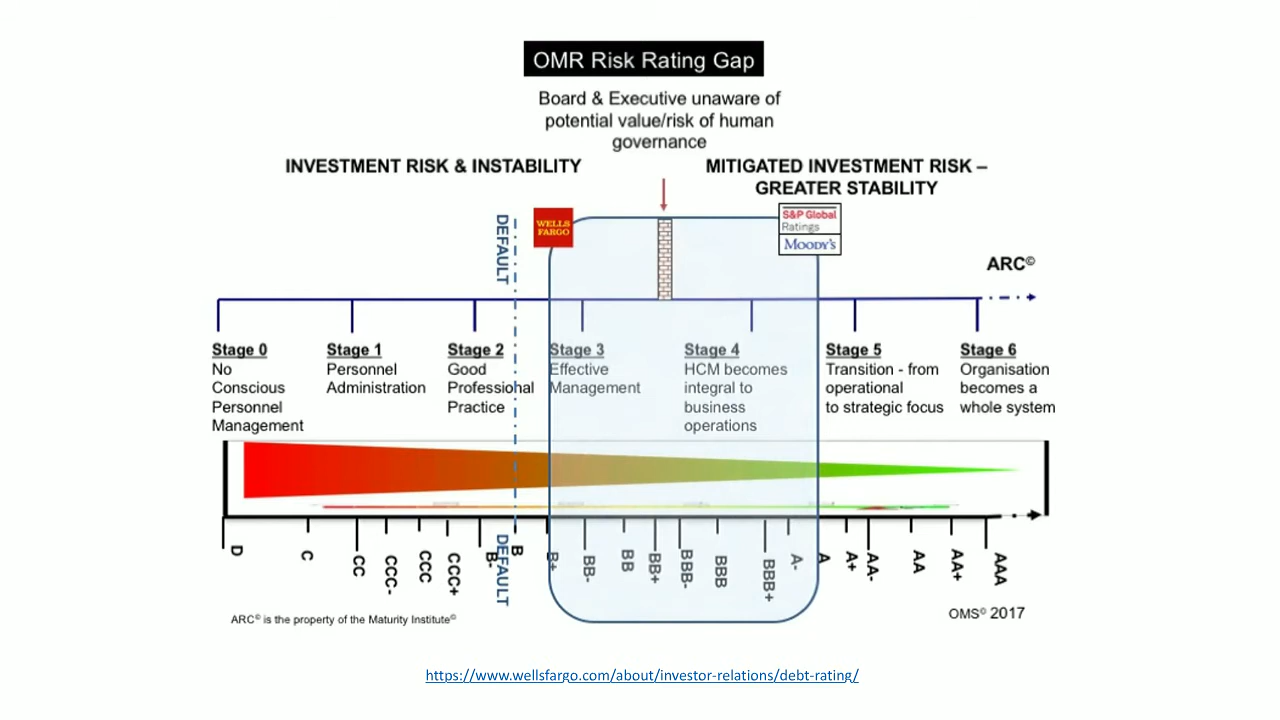 OMR Risk Rating Gap
Board & Executive unaware of
potential value/risk of human
governance
INVESTMENT RISK & INSTABILITY
MITIGATED INVESTMENT RISK –
GREATER STABILITY
DEFAULT
WELLS
FARGO
S&P Global
Ratings
MOODY'S
ARC©
Stage 0
No
Conscious
Personnel
Management
Stage 1
Personnel
Administration
Stage 2
Good
Professional
Practice
Stage 3
Effective
Management
Stage 4
HCM becomes
integral to
business
operations
Stage 5
Transition - from
operational
to strategic focus
Stage 6
Organisation
becomes a
whole system
D
C
CC
CCC-
CCC
CCC+
B-
DEFAULT
B
B+
BB-
BB
BB+
BBB-
BBB
BBB+
A-
A
A+
AA-
AA
AA+
AAA
ARC© is the property of the Maturity Institute©
OMS© 2017
https://www.wellsfargo.com/about/investor-relations/debt-rating/